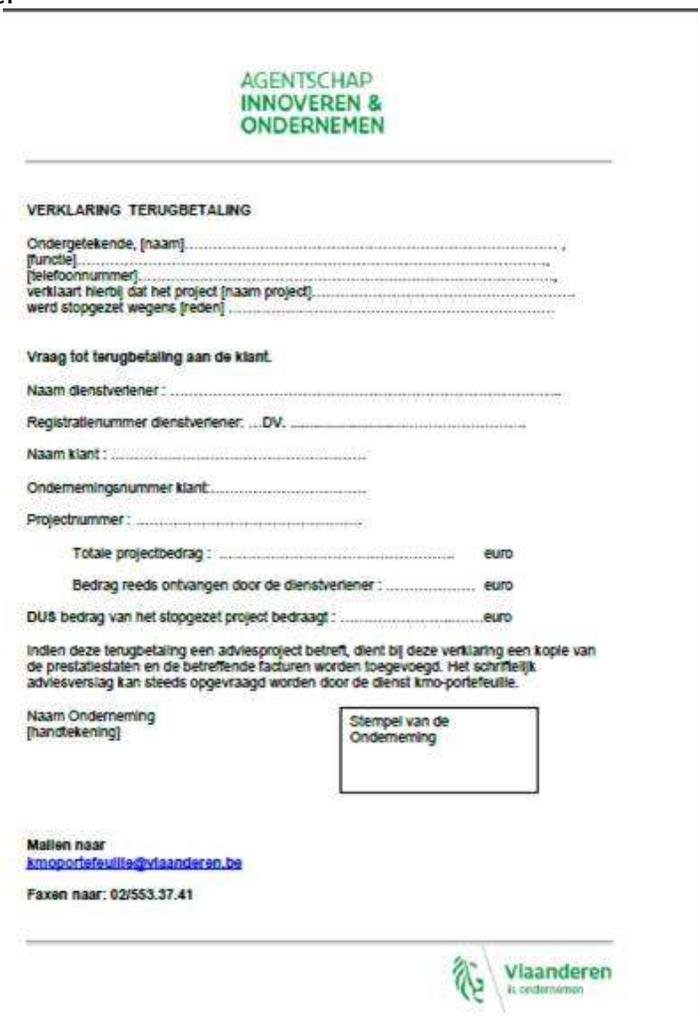 AGENTSCHAP
INNOVEREN &
ONDERNEMEN
VERKLARING TERUGBETALING
Ondergetekende, [naam]............................................................,
[functie]............................................................,
[telefoonnummer]............................................................,
verklaart hierbij dat het project [naam project]............................................................
werd stopgezet wegens [reden] ............................................................
Vraag tot terugbetaling aan de klant.
Naam dienstverlener : ............................................................
Registratienummer dienstverlener: ...DV. ............................................................
Naam klant : ............................................................
Ondernemingsnummer klant:........................................
Projectnummer : ............................................................
Totale projectbedrag : ............................................................ euro
Bedrag reeds ontvangen door de dienstverlener : ...................... euro
DUS bedrag van het stopgezet project bedraagt : ....................................euro
Indien deze terugbetaling een adviesproject betreft, dient bij deze verklaring een kopie van
de prestatiestaten en de betreffende facturen worden toegevoegd. Het schriftelijk
adviesverslag kan steeds opgevraagd worden door de dienst kmo-portefeuille.
Naam Onderneming
[handtekening]
Stempel van de
Onderneming
Mailen naar
kmoportefeuille@vlaanderen.be
Faxen naar: 02/553.37.41
Vlaanderen
is ondernemen